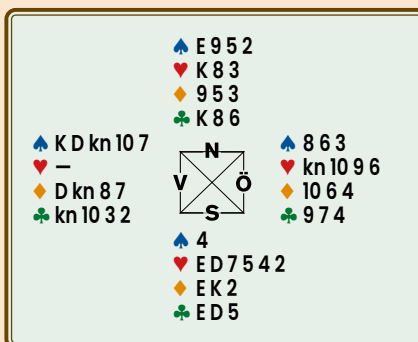 ♠ E 9 5 2
♥ K 8 3
♦ 9 5 3
♣ K 8 6
♠ K D kn 10 7
♥ –
♦ D kn 8 7
♣ kn 10 3 2
N
V Ö
S
♠ 8 6 3
♥ kn 10 9 6
♦ 10 6 4
♣ 9 7 4
♠ 4
♥ E D 7 5 4 2
♦ E K 2
♣ E D 5